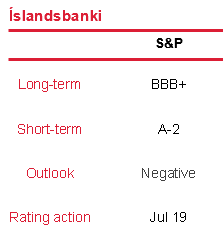 Íslandsbanki
S&P
Long-term BBB+
Short-term A-2
Outlook Negative
Rating action Jul 19